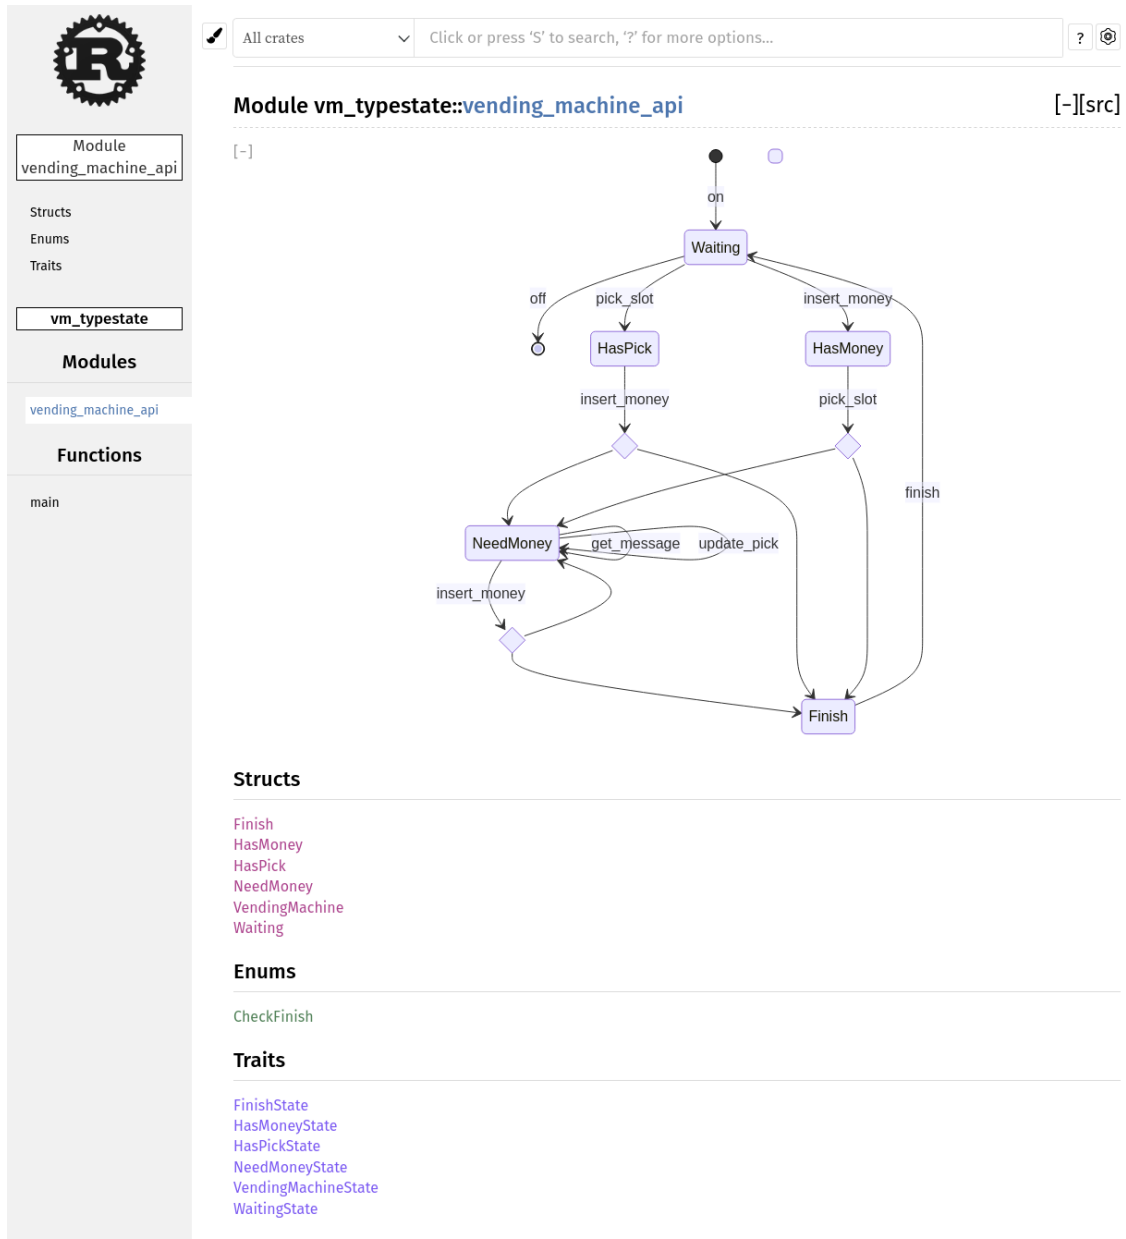 All crates
Click or press ‘S’ to search, ‘?’ for more options…
?
Module
vending_machine_api
Structs
Enums
Traits
vm_typestate
Modules
vending_machine_api
Functions
main
Module vm_typestate::vending_machine_api
[−][src]
[−]
on
Waiting
off
pick_slot
insert_money
HasPick
HasMoney
insert_money
pick_slot
finish
NeedMoney
get_message
update_pick
insert_money
Finish
Structs
Finish
HasMoney
HasPick
NeedMoney
VendingMachine
Waiting
Enums
CheckFinish
Traits
FinishState
HasMoneyState
HasPickState
NeedMoneyState
VendingMachineState
WaitingState